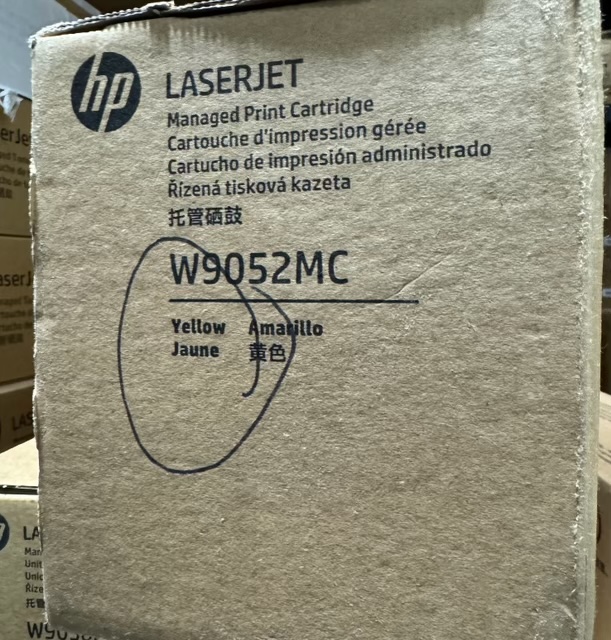 hp
LASERJET
Managed Print Cartridge
Cartouche d'impression gérée
Cartucho de impresión administrado
Řízená tisková kazeta
托管硒鼓
W9052MC
Yellow Amarillo
Jaune 黄色